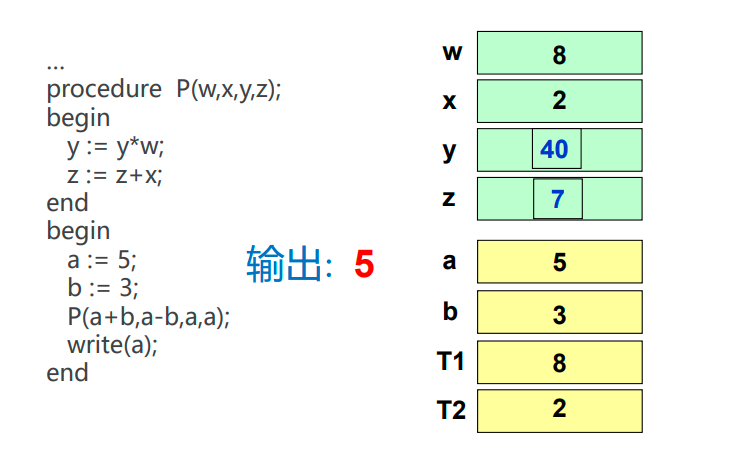 ...
procedure P(w,x,y,z);
begin
y := y*w;
z := z+x;
end
begin
a := 5;
b := 3;
P(a+b,a-b,a,a);
write(a);
end
输出: 5
w 8
x 2
y 40
z 7
a 5
b 3
T1 8
T2 2